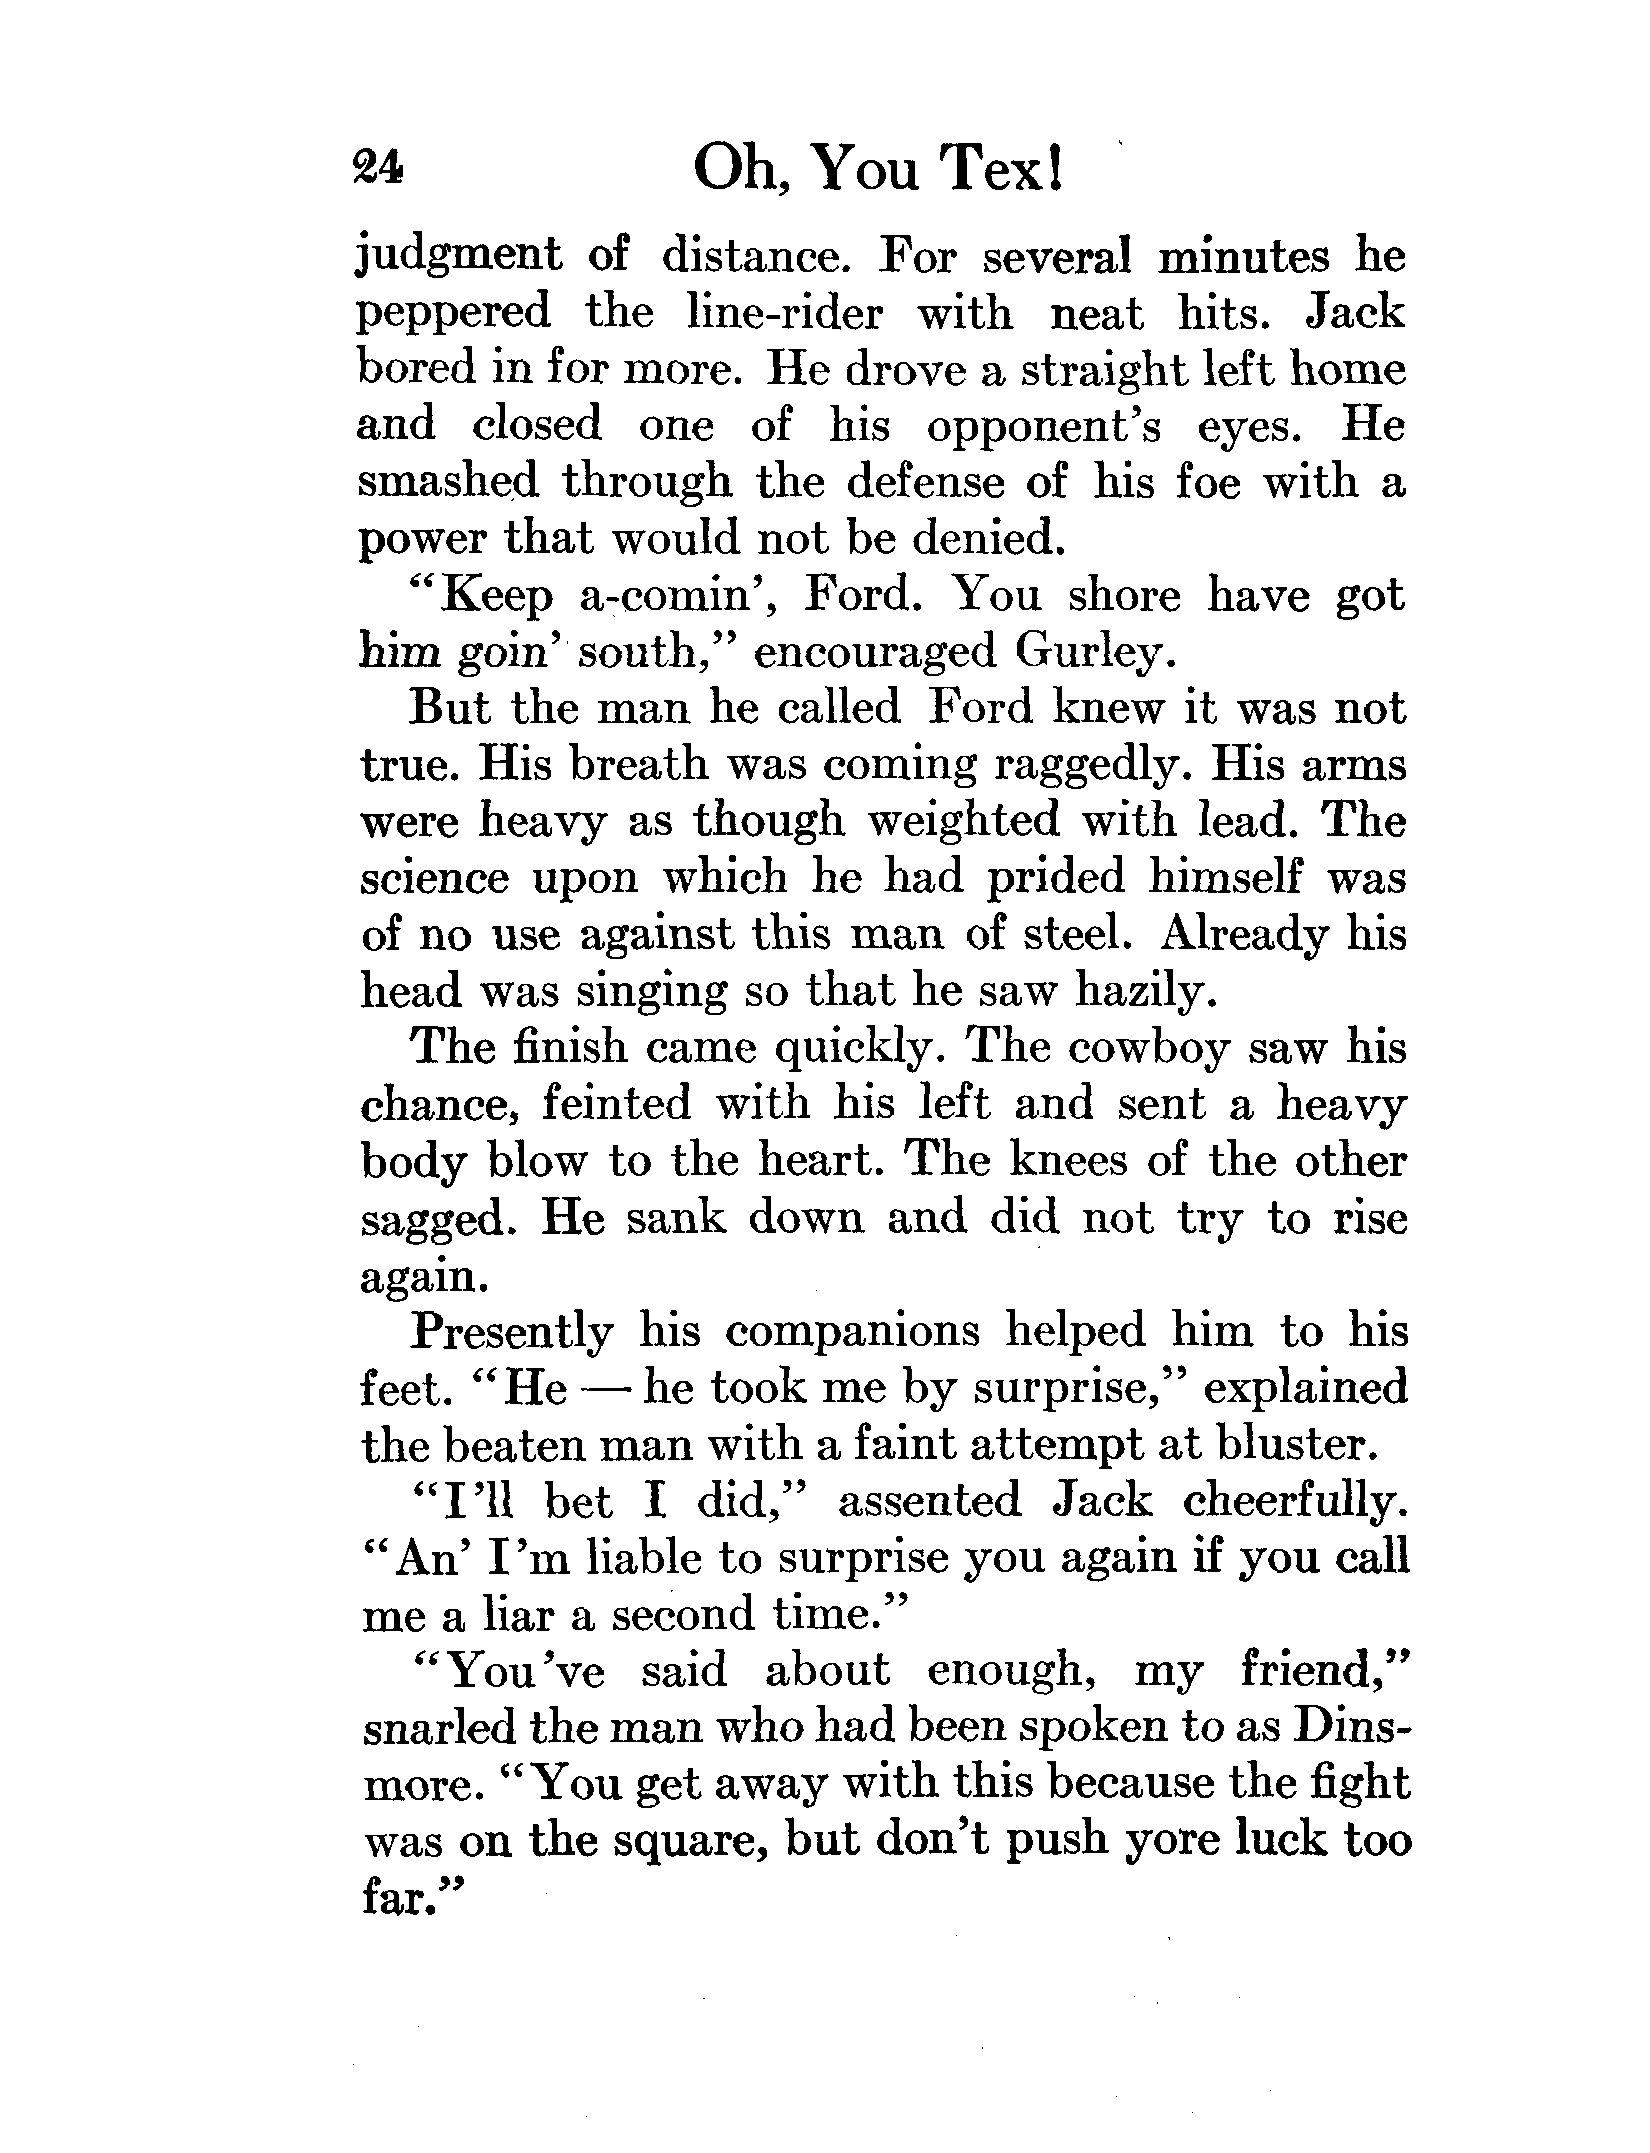 24 Oh, You Tex!
judgment of distance. For several minutes he
peppered the line-rider with neat hits. Jack
bored in for more. He drove a straight left home
and closed one of his opponent's eyes. He
smashed through the defense of his foe with a
power that would not be denied.
"Keep a-comin', Ford. You shore have got
him goin' south," encouraged Gurley.
But the man he called Ford knew it was not
true. His breath was coming raggedly. His arms
were heavy as though weighted with lead. The
science upon which he had prided himself was
of no use against this man of steel. Already his
head was singing so that he saw hazily.
The finish came quickly. The cowboy saw his
chance, feinted with his left and sent a heavy
body blow to the heart. The knees of the other
sagged. He sank down and did not try to rise
again.
Presently his companions helped him to his
feet. "He — he took me by surprise," explained
the beaten man with a faint attempt at bluster.
"I'll bet I did," assented Jack cheerfully.
"An' I'm liable to surprise you again if you call
me a liar a second time."
"You've said about enough, my friend,"
snarled the man who had been spoken to as Dins-
more. "You get away with this because the fight
was on the square, but don't push yore luck too
far."